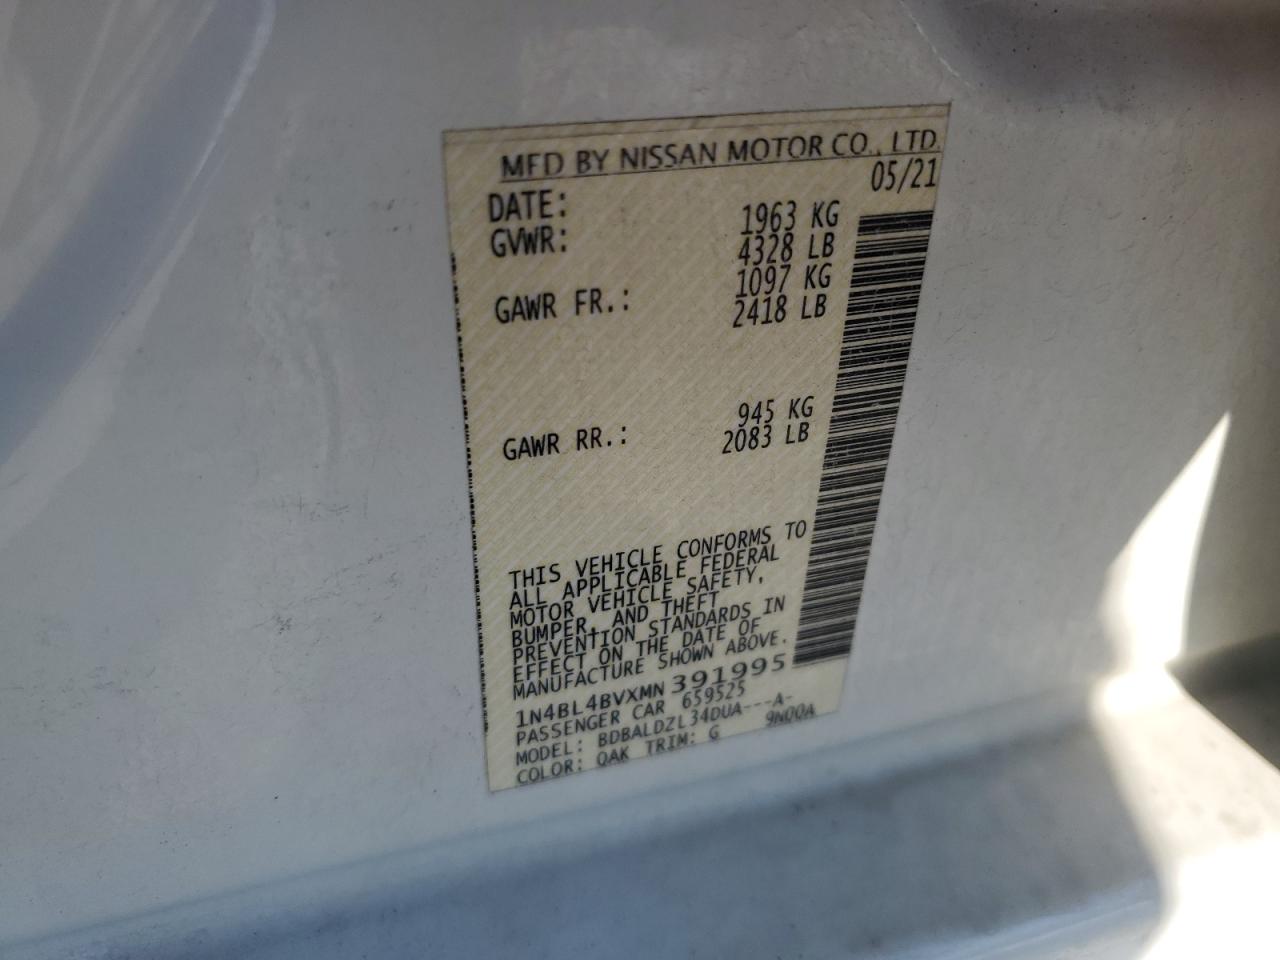 MFD BY NISSAN MOTOR CO., LTD.
DATE: 05/21
GVWR: 1963 KG
4328 LB
GAWR FR.: 1097 KG
2418 LB
GAWR RR.: 945 KG
2083 LB
THIS VEHICLE CONFORMS TO
ALL APPLICABLE FEDERAL
MOTOR VEHICLE SAFETY,
BUMPER, AND THEFT
PREVENTION STANDARDS IN
EFFECT ON THE DATE OF
MANUFACTURE SHOWN ABOVE.
1N4BL4BVXMN391995
PASSENGER CAR 659525
MODEL: BDBALDZL34DUA---A-
COLOR: QAK TRIM: G 9N00A